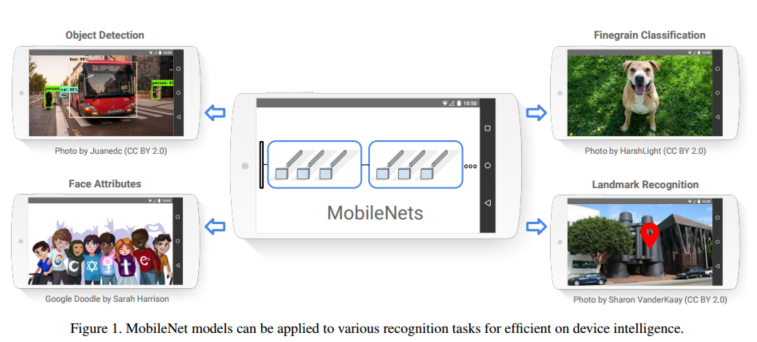 Object Detection
Finegrain Classification
10:50
Photo by Juanedc (CC BY 2.0)
Photo by HarshLight (CC BY 2.0)
Face Attributes
MobileNets
Landmark Recognition
Google Doodle by Sarah Harrison
Photo by Sharon VanderKaay (CC BY 2.0)
Figure 1. MobileNet models can be applied to various recognition tasks for efficient on device intelligence.